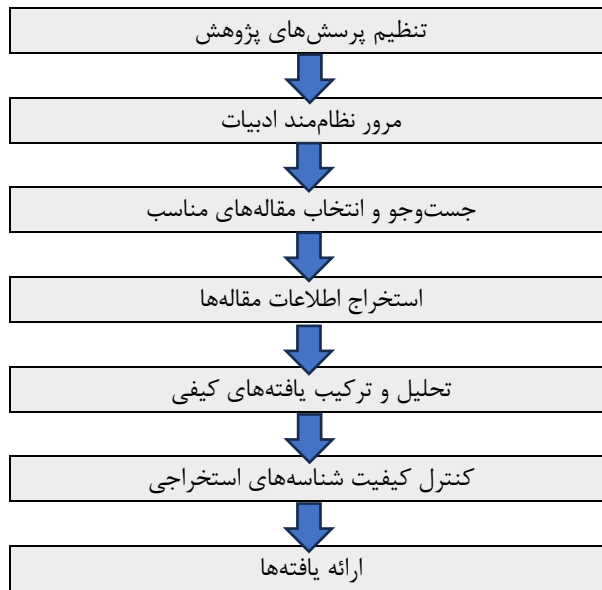 تنظیم پرسش‌های پژوهش
مرور نظام‌مند ادبیات
جست‌وجو و انتخاب مقاله‌های مناسب
استخراج اطلاعات مقاله‌ها
تحلیل و ترکیب یافته‌های کیفی
کنترل کیفیت شناسه‌های استخراجی
ارائه یافته‌ها